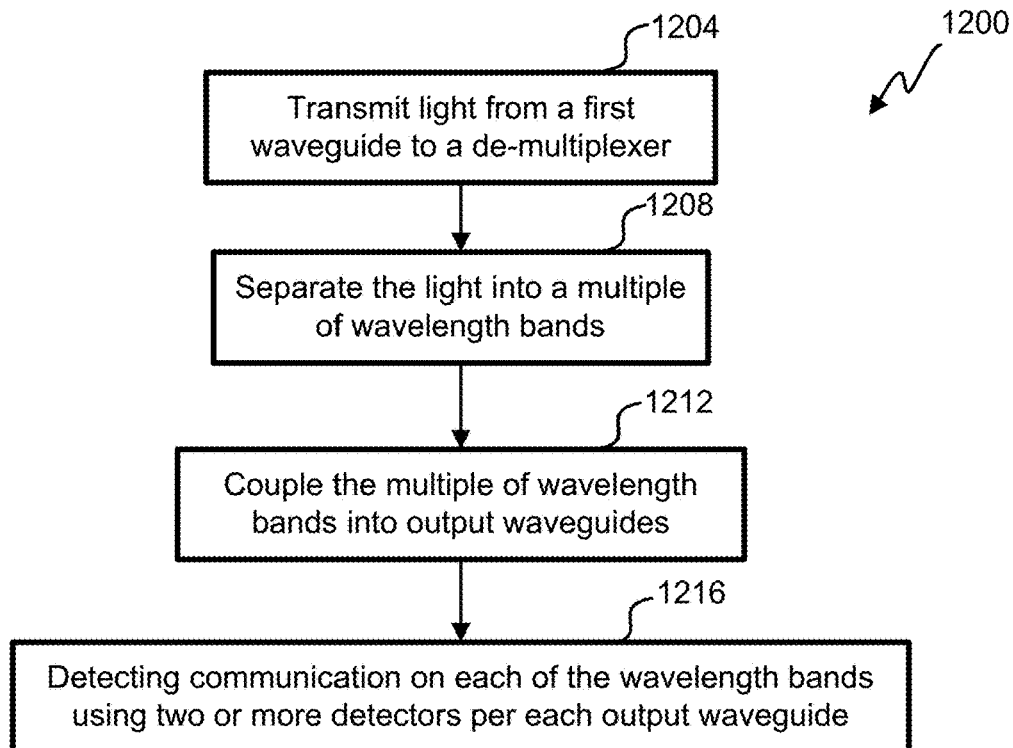 1204
1200
Transmit light from a first
waveguide to a de-multiplexer
1208
Separate the light into a multiple
of wavelength bands
1212
Couple the multiple of wavelength
bands into output waveguides
1216
Detecting communication on each of the wavelength bands
using two or more detectors per each output waveguide